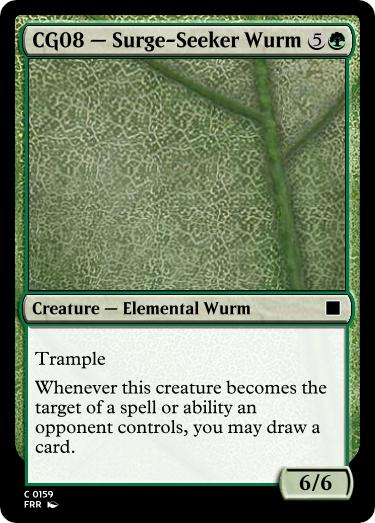 CG08 — Surge-Seeker Wurm 5
Creature — Elemental Wurm
Trample
Whenever this creature becomes the
target of a spell or ability an
opponent controls, you may draw a
card.
6/6
C 0159
FRR